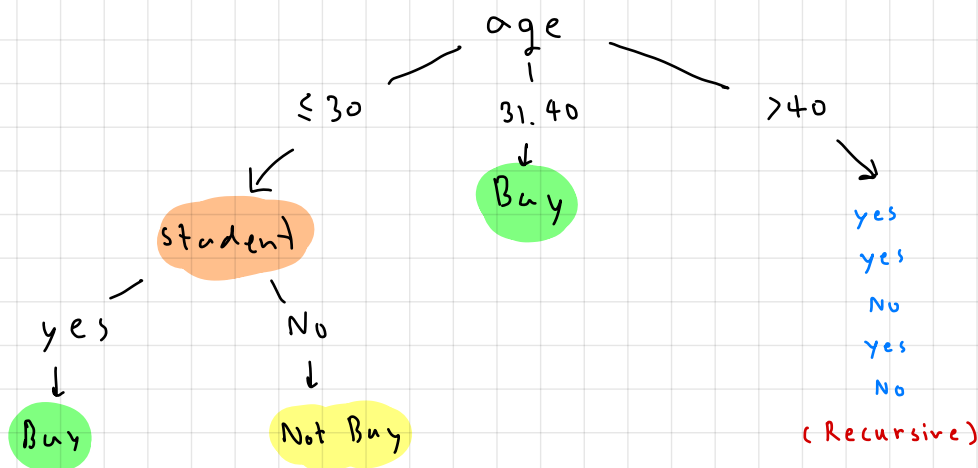 age
≤ 30 31.40 >40
student
Buy
yes
yes
No
yes
No
yes No
Buy Not Buy
(Recursive)